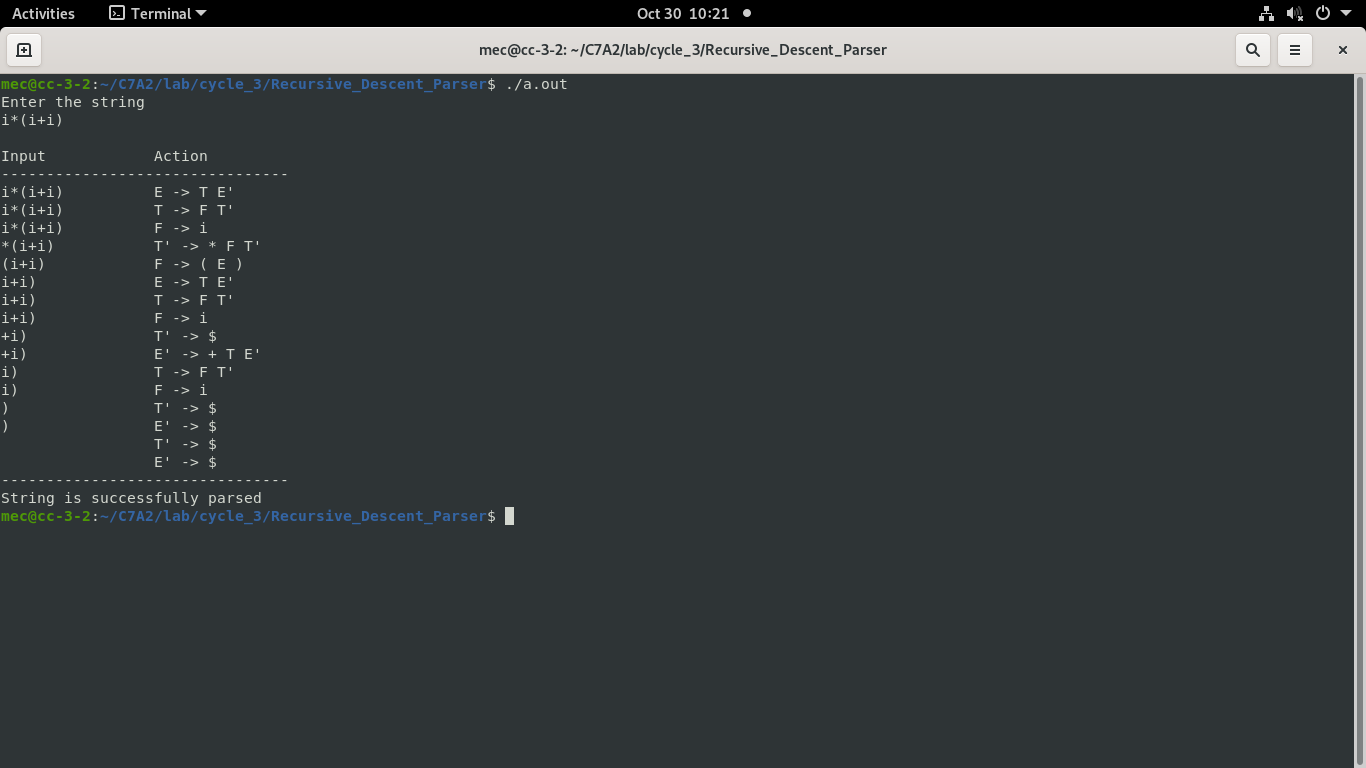 Activities Terminal Oct 30 10:21
mec@cc-3-2: ~/C7A2/lab/cycle_3/Recursive_Descent_Parser
mec@cc-3-2:~/C7A2/lab/cycle_3/Recursive_Descent_Parser$ ./a.out
Enter the string
i*(i+i)

Input            Action
--------------------------------
i*(i+i)          E -> T E'
i*(i+i)          T -> F T'
i*(i+i)          F -> i
*(i+i)           T' -> * F T'
(i+i)            F -> ( E )
i+i)             E -> T E'
i+i)             T -> F T'
i+i)             F -> i
+i)              T' -> $
+i)              E' -> + T E'
i)               T -> F T'
i)               F -> i
)                T' -> $
)                E' -> $
                 T' -> $
                 E' -> $
--------------------------------
String is successfully parsed
mec@cc-3-2:~/C7A2/lab/cycle_3/Recursive_Descent_Parser$